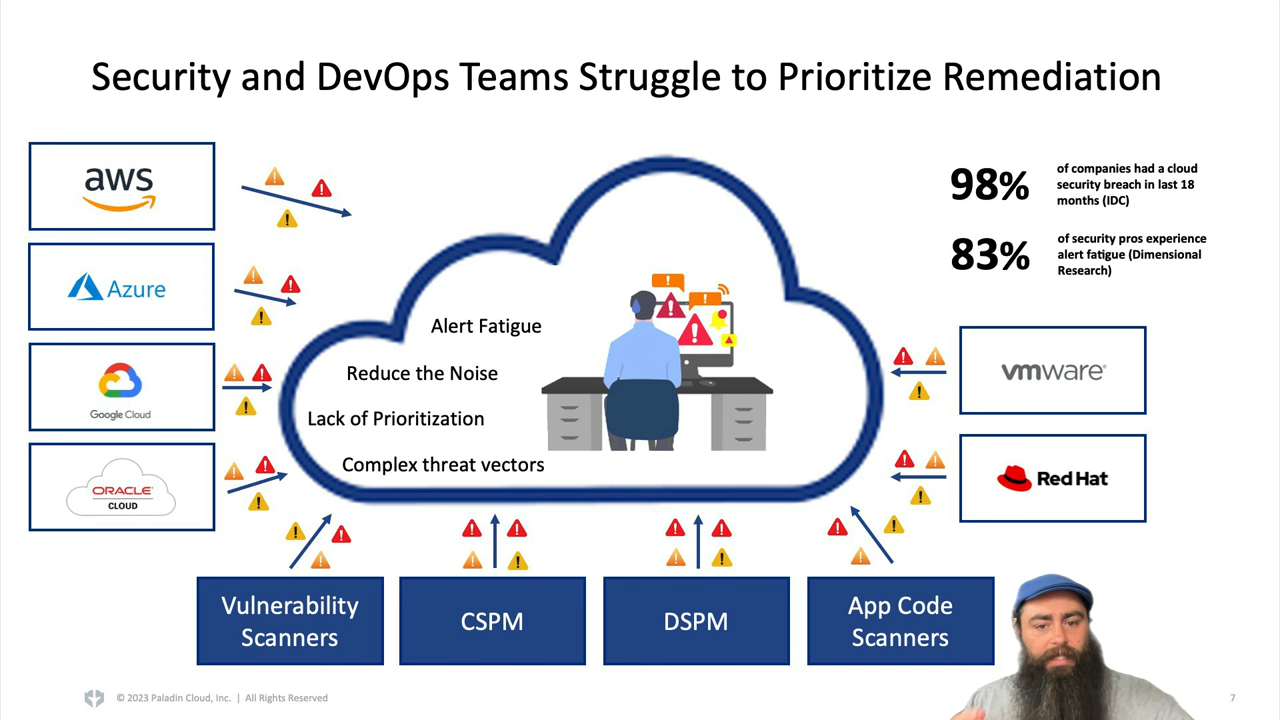 Security and DevOps Teams Struggle to Prioritize Remediation
aws
Azure
Google Cloud
ORACLE®
CLOUD
Alert Fatigue
Reduce the Noise
Lack of Prioritization
Complex threat vectors
98%
of companies had a cloud
security breach in last 18
months (IDC)
83%
of security pros experience
alert fatigue (Dimensional
Research)
vmware®
Red Hat
Vulnerability
Scanners
CSPM
DSPM
App Code
Scanners
© 2023 Paladin Cloud, Inc. | All Rights Reserved
7